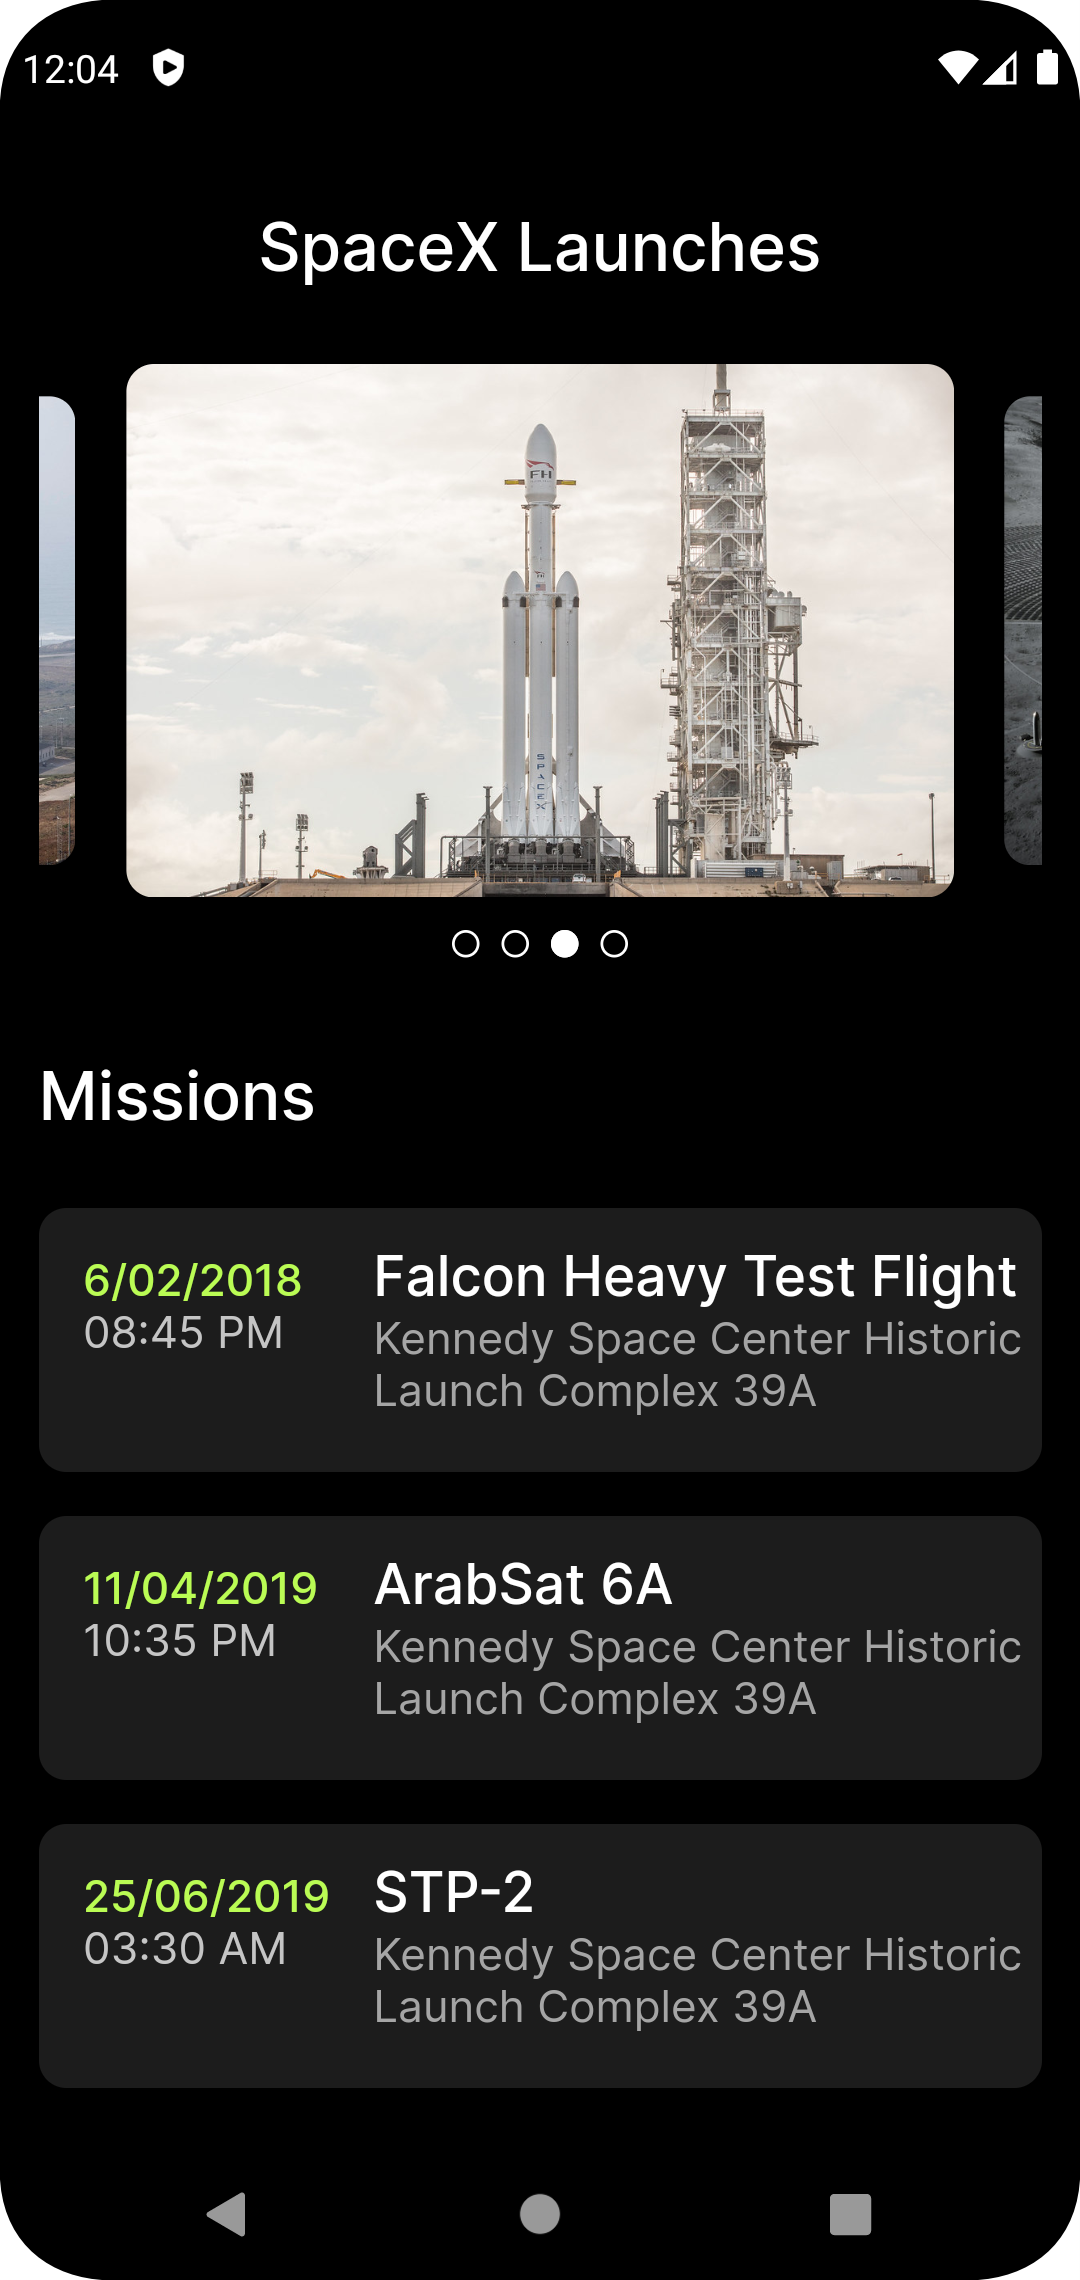 12:04
SpaceX Launches
FH
SPACEX
Missions
6/02/2018
08:45 PM
Falcon Heavy Test Flight
Kennedy Space Center Historic
Launch Complex 39A
11/04/2019
10:35 PM
ArabSat 6A
Kennedy Space Center Historic
Launch Complex 39A
25/06/2019
03:30 AM
STP-2
Kennedy Space Center Historic
Launch Complex 39A